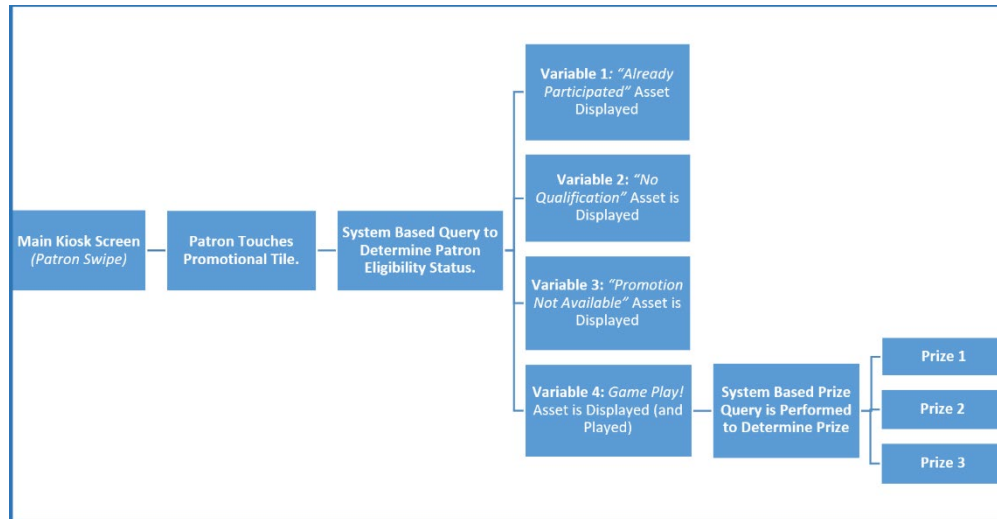 Main Kiosk Screen
(Patron Swipe)
Patron Touches
Promotional Tile.
System Based Query to
Determine Patron
Eligibility Status.
Variable 1: “Already
Participated” Asset
Displayed
Variable 2: “No
Qualification” Asset is
Displayed
Variable 3: “Promotion
Not Available” Asset is
Displayed
Variable 4: Game Play!
Asset is Displayed (and
Played)
System Based Prize
Query is Performed
to Determine Prize
Prize 1
Prize 2
Prize 3